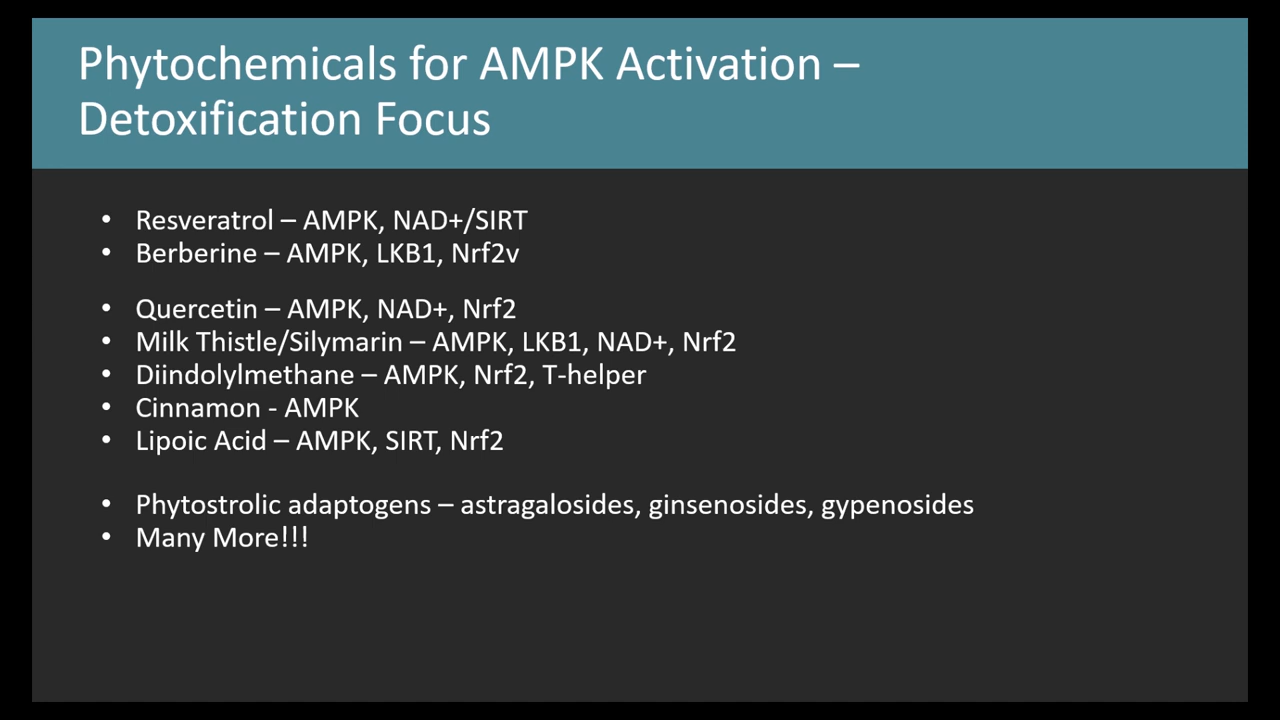 Phytochemicals for AMPK Activation –
Detoxification Focus
• Resveratrol – AMPK, NAD+/SIRT
• Berberine – AMPK, LKB1, Nrf2v
• Quercetin – AMPK, NAD+, Nrf2
• Milk Thistle/Silymarin – AMPK, LKB1, NAD+, Nrf2
• Diindolylmethane – AMPK, Nrf2, T-helper
• Cinnamon - AMPK
• Lipoic Acid – AMPK, SIRT, Nrf2
• Phytostrolic adaptogens – astragalosides, ginsenosides, gypenosides
• Many More!!!